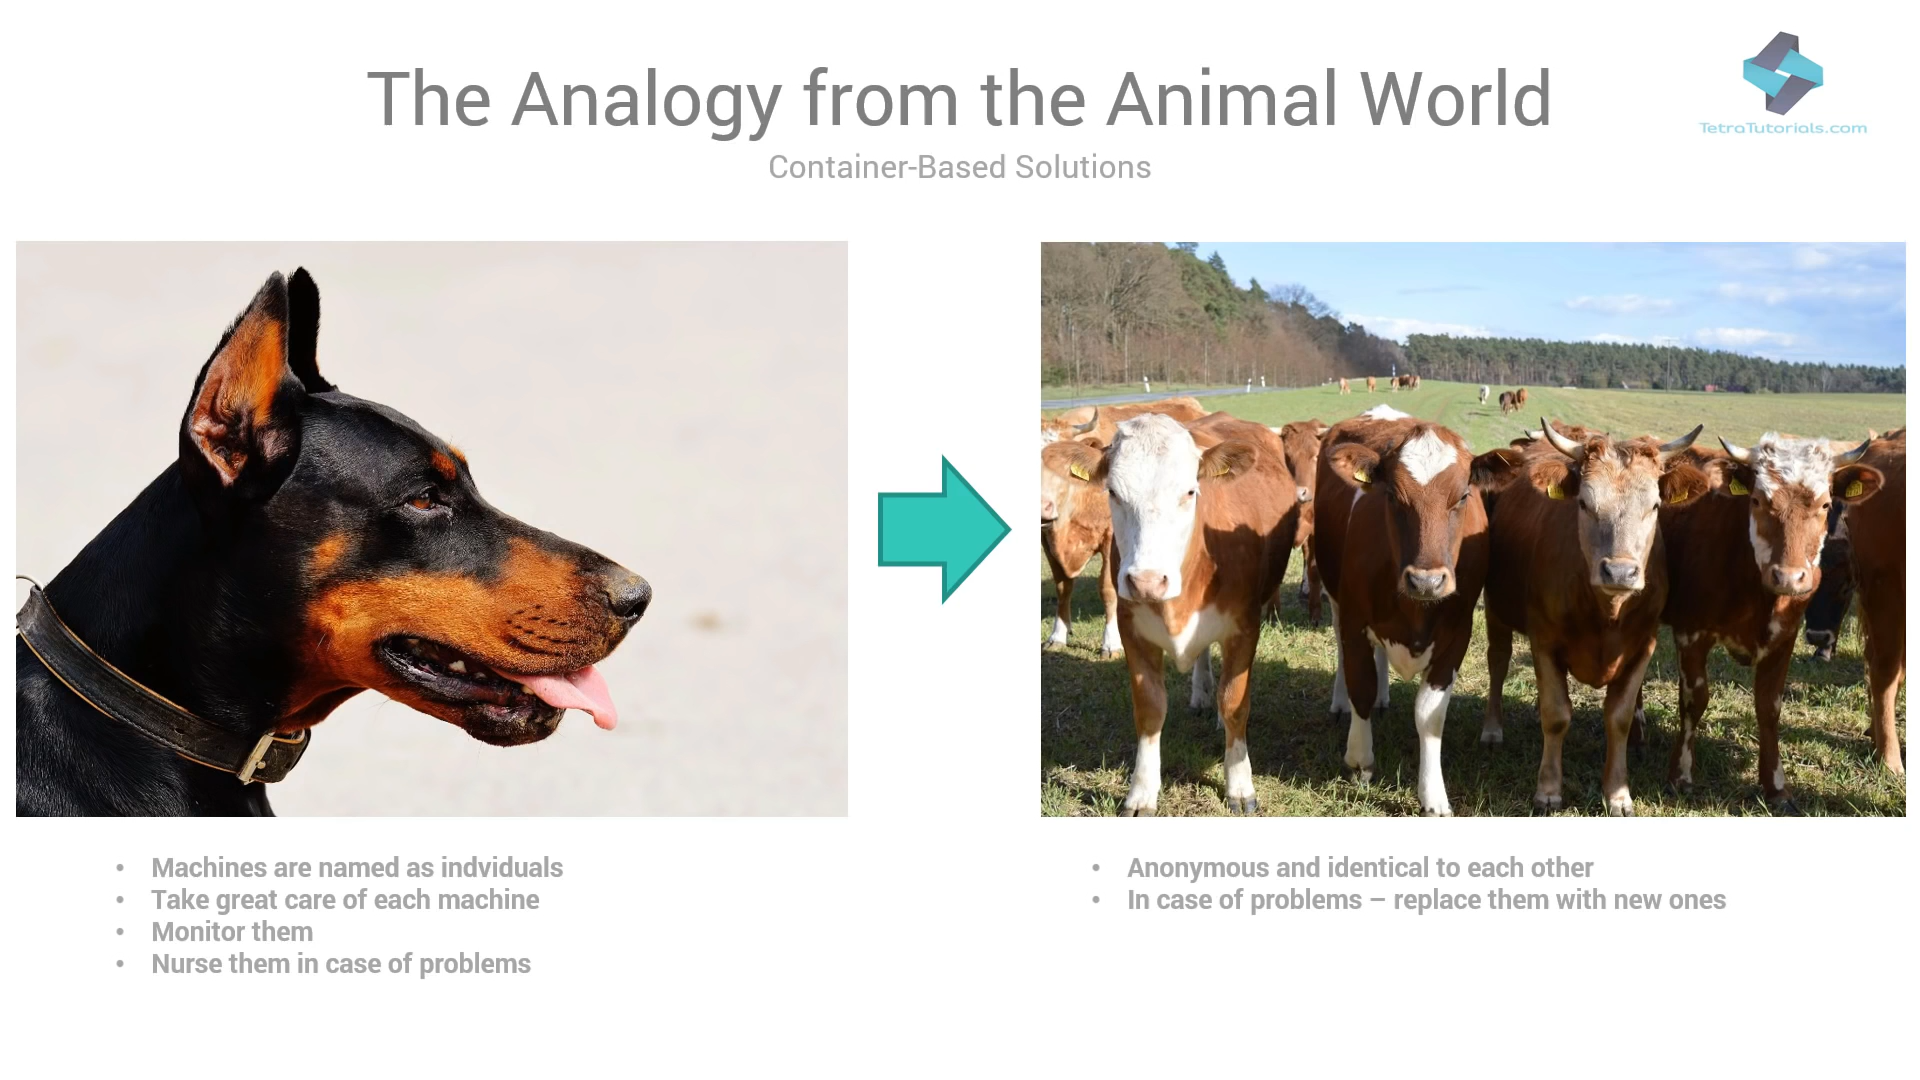 The Analogy from the Animal World
TetraTutorials.com
Container-Based Solutions
• Machines are named as indviduals
• Take great care of each machine
• Monitor them
• Nurse them in case of problems
• Anonymous and identical to each other
• In case of problems – replace them with new ones